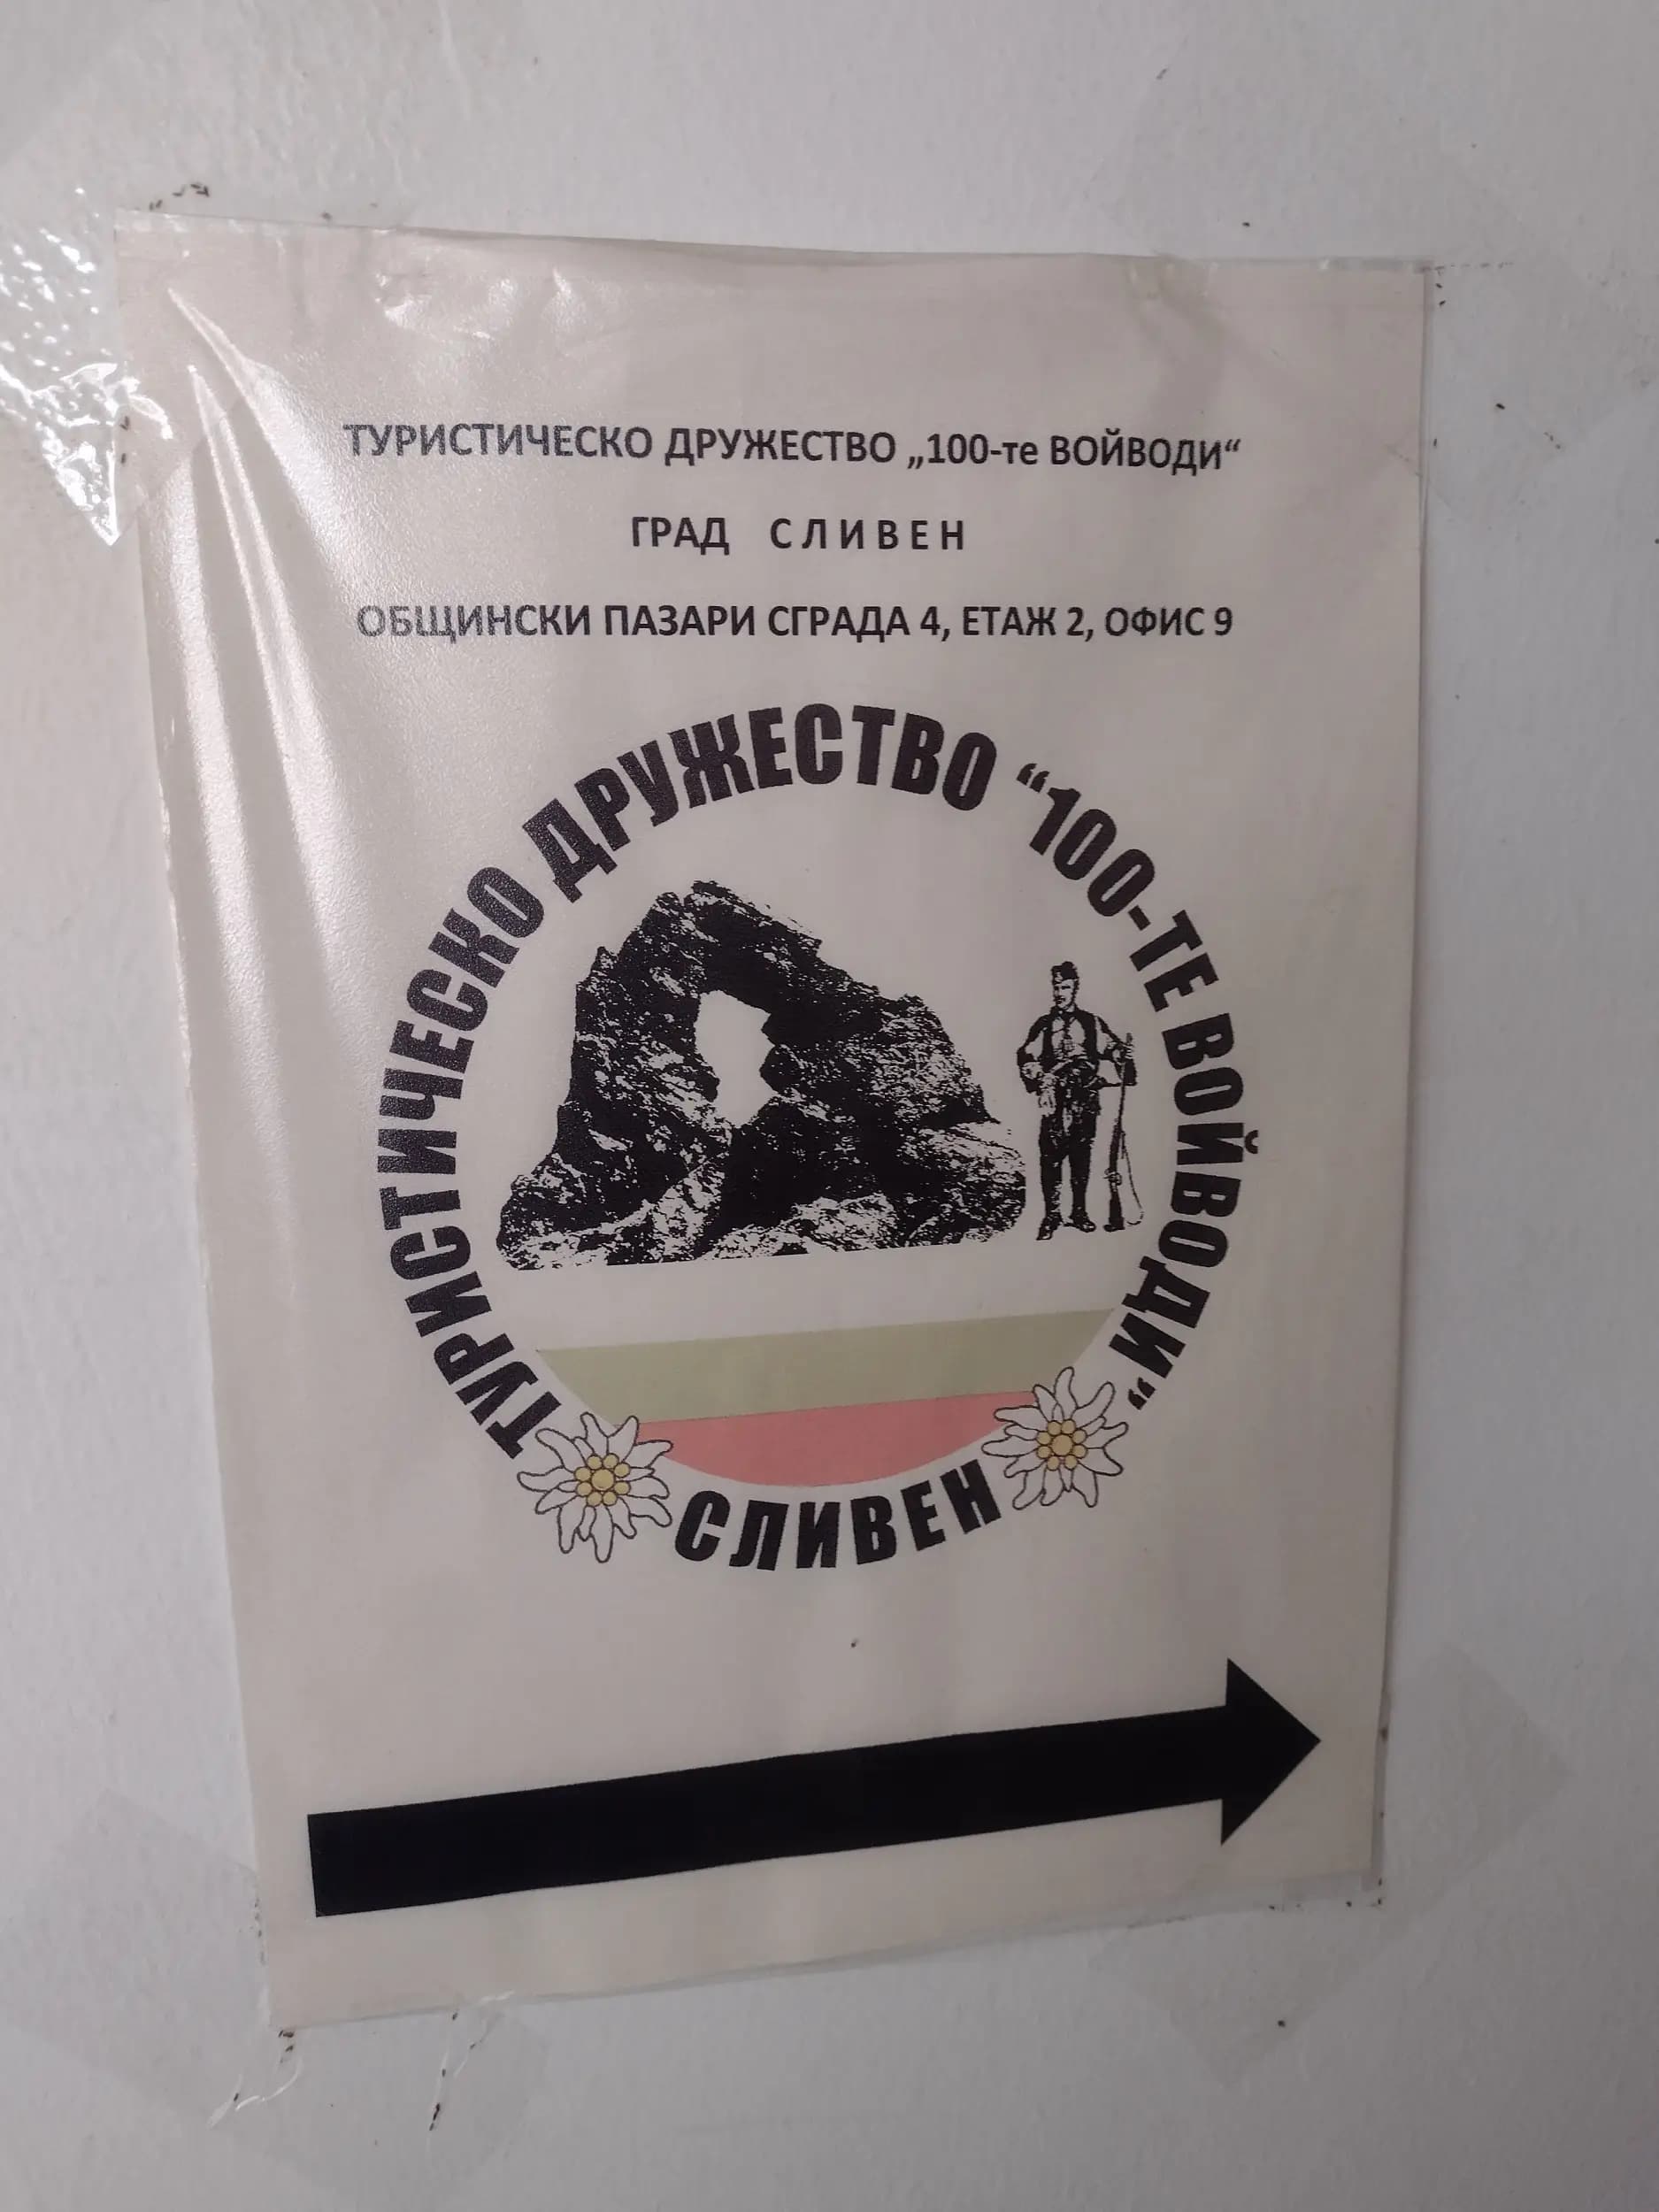 ТУРИСТИЧЕСКО ДРУЖЕСТВО „100-те ВОЙВОДИ“
ГРАД СЛИВЕН
ОБЩИНСКИ ПАЗАРИ СГРАДА 4, ЕТАЖ 2, ОФИС 9
ТУРИСТИЧЕСКО ДРУЖЕСТВО “100-ТЕ ВОЙВОДИ“
СЛИВЕН